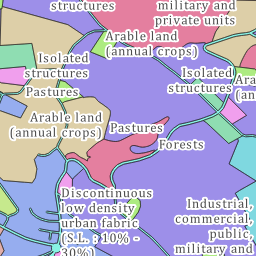 structures
military and
private units
Arable land
(annual crops)
Isolated
structures
Isolated
structures
Pastures
Arable land
(annual crops)
Pastures
Forests
Discontinuous
low density
urban fabric
(S.L. : 10% -
30%)
Industrial,
commercial,
public,
military and